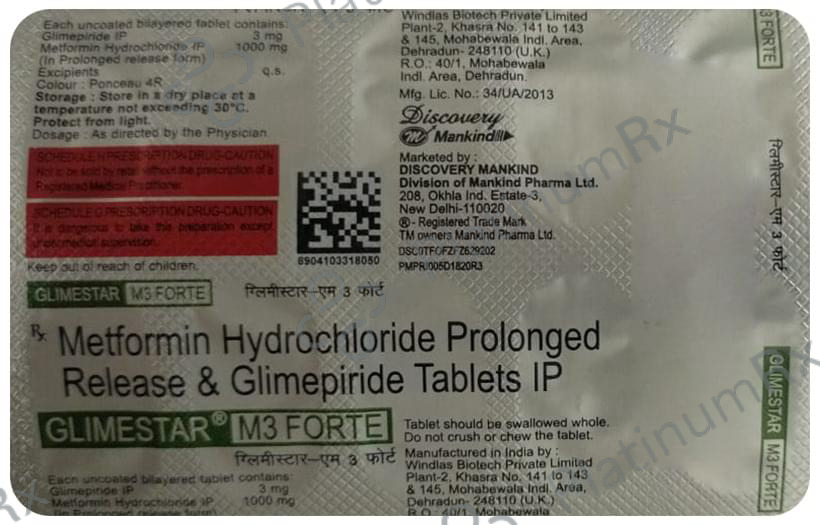 Each uncoated bilayered tablet contains:
Glimepiride IP 3 mg
Metformin Hydrochloride IP 1000 mg
(In Prolonged release form)
Excipients q.s.
Colour : Ponceau 4R
Storage : Store in a dry place at a
temperature not exceeding 30°C.
Protect from light.
Dosage : As directed by the Physician.
SCHEDULE H PRESCRIPTION DRUG-CAUTION
Not to be sold by retail without the prescription of a
Registered Medical Practitioner.
SCHEDULE G PRESCRIPTION DRUG-CAUTION
It is dangerous to take this preparation except
under medical supervision.
Keep out of reach of children.
8904103318050
Windlas Biotech Private Limited
Plant-2, Khasra No. 141 to 143
& 145, Mohabewala Indl. Area,
Dehradun- 248110 (U.K.)
R.O.: 40/1, Mohabewala
Indl. Area, Dehradun.
Mfg. Lic. No.: 34/UA/2013
Discovery
Mankind
Marketed by :
DISCOVERY MANKIND
Division of Mankind Pharma Ltd.
208, Okhla Ind. Estate-3,
New Delhi-110020
®- Registered Trade Mark
TM owners Mankind Pharma Ltd.
PMPRI005D1820R3
GLIMESTAR M3 FORTE ग्लिमीस्टार-एम 3 फोर्ट
Rx Metformin Hydrochloride Prolonged
Release & Glimepiride Tablets IP
GLIMESTAR® M3 FORTE
ग्लिमीस्टार-एम 3 फोर्ट
Tablet should be swallowed whole.
Do not crush or chew the tablet.
Manufactured in India by :
Windlas Biotech Private Limited
Plant-2, Khasra No. 141 to 143
& 145, Mohabewala Indl. Area,
Dehradun- 248110 (U.K.)
R.O.: 40/1, Mohabewala
Each uncoated bilayered tablet contains:
Glimepiride IP 3 mg
Metformin Hydrochloride IP 1000 mg
(In Prolonged release form)
M3 FORTE
ग्लिमीस्टार-एम 3 फोर्ट
GLIMESTAR M3 FORTE
PlatinumRx